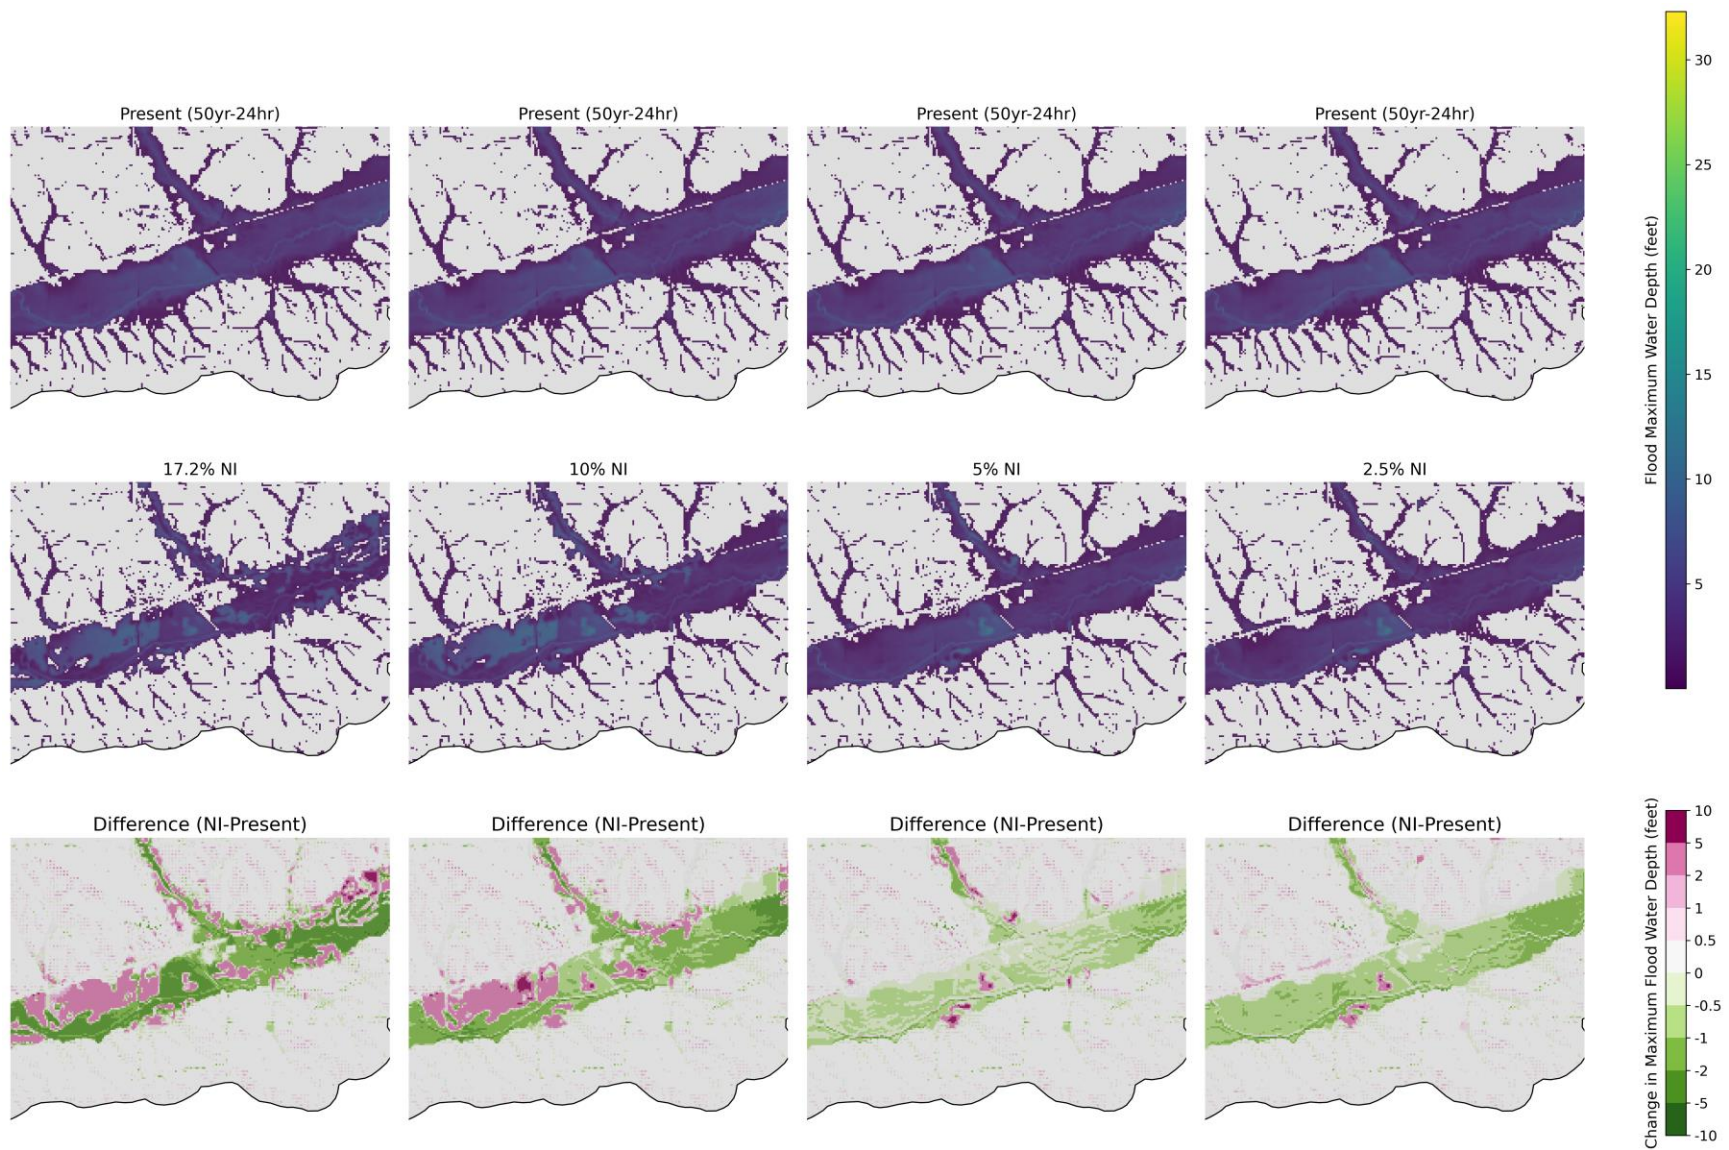 Present (50yr-24hr)
Present (50yr-24hr)
Present (50yr-24hr)
Present (50yr-24hr)
17.2% NI
10% NI
5% NI
2.5% NI
Difference (NI-Present)
Difference (NI-Present)
Difference (NI-Present)
Difference (NI-Present)
Flood Maximum Water Depth (feet)
30
25
20
15
10
5
Change in Maximum Flood Water Depth (feet)
10
5
2
1
0.5
0
-0.5
-1
-2
-5
-10